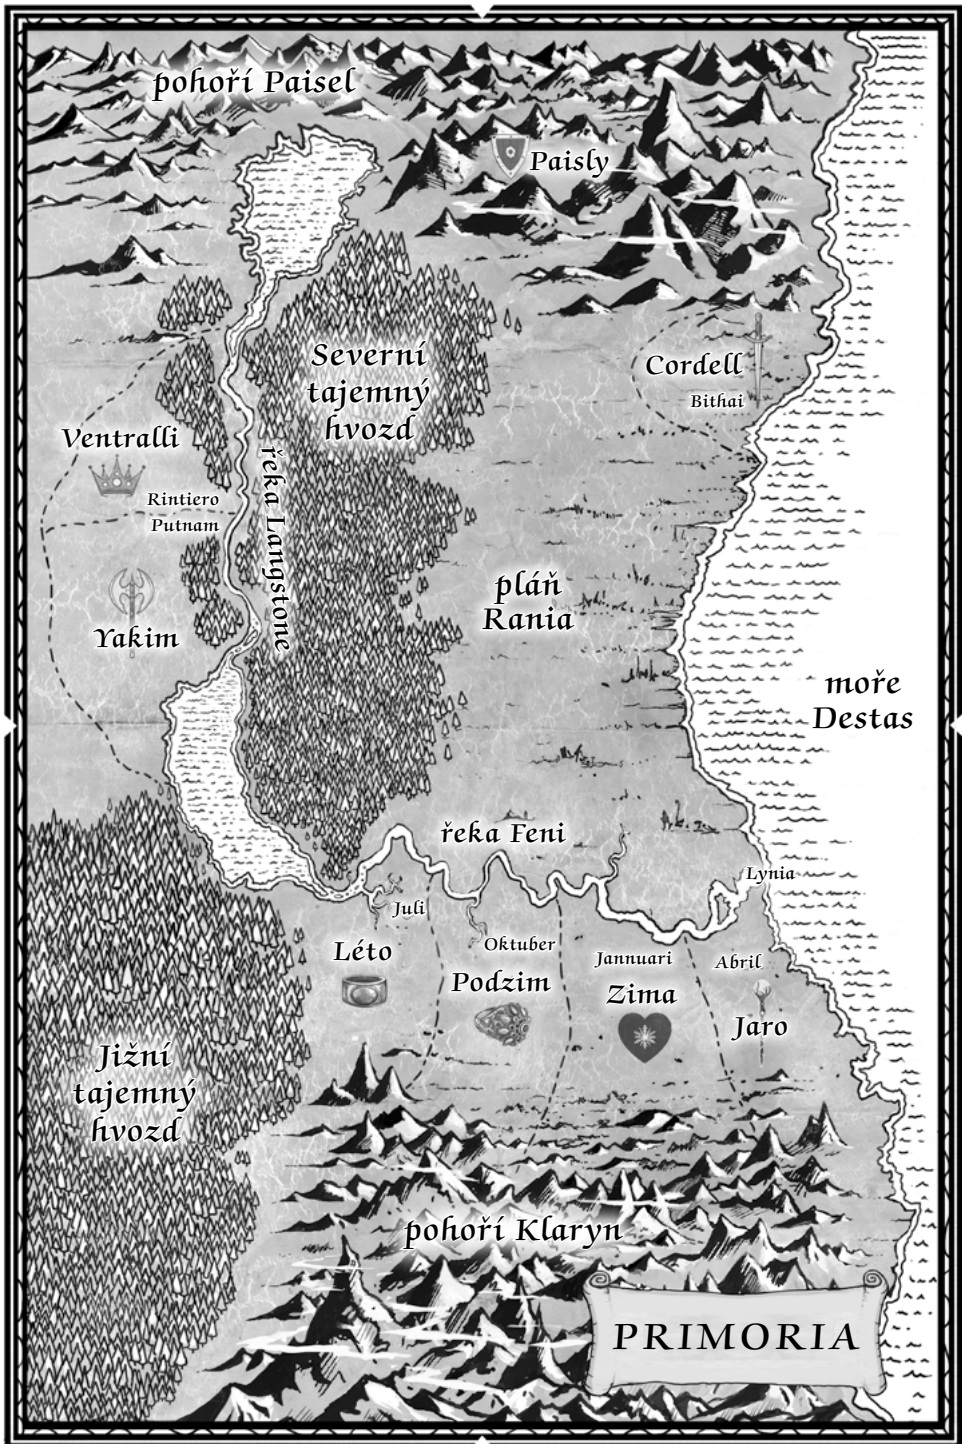 pohoří Paisel
Paisly
Severní
tajemný
hvozd
Cordell
Bithai
Ventralli
řeka Langstone
Rintiero
Putnam
Yakim
pláň
Rania
moře
Destas
řeka Feni
Lynia
Juli
Léto
Oktuber
Podzim
Jannuari
Zima
Abril
Jaro
Jižní
tajemný
hvozd
pohoří Klaryn
PRIMORIA